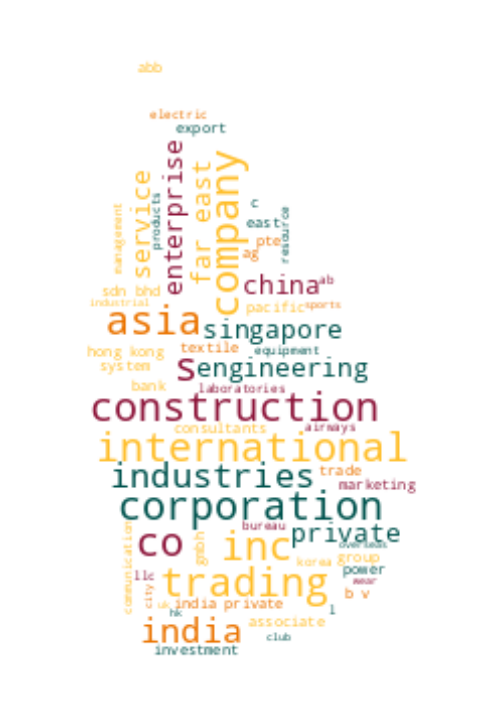 abb
electric
export
enterprise
service
products
far east
company
management
c
east
resource
pte
ag
china
ab
sdn bhd
industrial
pacific
sports
asia
singapore
hong kong
textile
equipment
system
s
engineering
bank
laboratories
construction
consultants
airways
international
industries
trade
marketing
corporation
communication
bureau
private
co
gmbh
inc
overseas
korea
group
power
llc
city
trading
wear
b v
uk
india private
hk
l
associate
india
club
investment